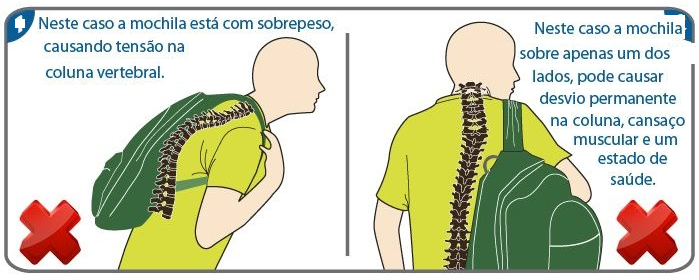 Neste caso a mochila está com sobrepeso,
causando tensão na
coluna vertebral.
Neste caso a mochila
sobre apenas um dos
lados, pode causar
desvio permanente
na coluna, cansaço
muscular e um
estado de
saúde.